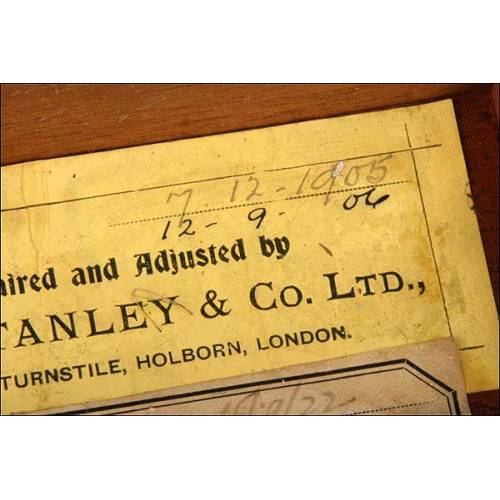 7 12-1905
12-9-06
aired and Adjusted by
TANLEY & Co. LTD.,
TURNSTILE, HOLBORN, LONDON.